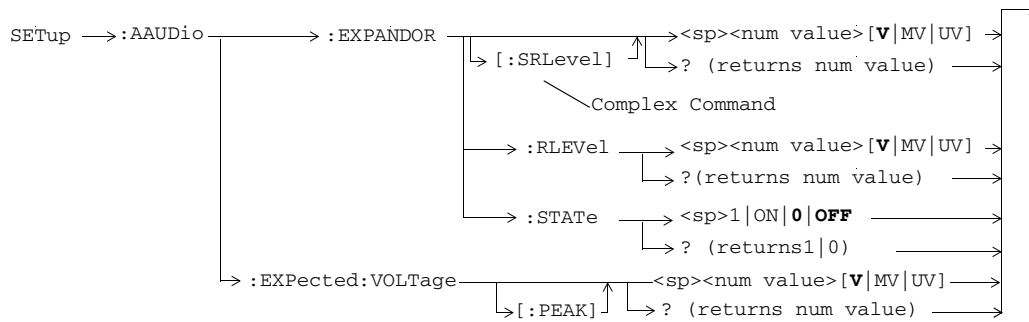 SETup :AAUDio :EXPANDOR <sp><num value>[V|MV|UV]
[:SRLevel] ? (returns num value)
Complex Command
:RLEVel <sp><num value>[V|MV|UV]
?(returns num value)
:STATe <sp>1|ON|0|OFF
? (returns1|0)
:EXPected:VOLTage <sp><num value>[V|MV|UV]
[:PEAK] ? (returns num value)